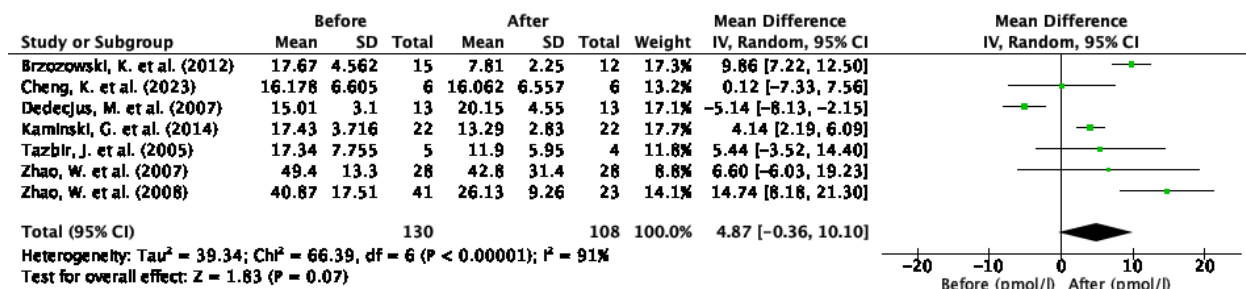 Before After Mean Difference Mean Difference
Study or Subgroup Mean SD Total Mean SD Total Weight IV, Random, 95% CI IV, Random, 95% CI
Brzozowski, K. et al. (2012) 17.67 4.562 15 7.81 2.25 12 17.3% 9.86 [7.22, 12.50]
Cheng, K. et al. (2023) 16.178 6.605 6 16.062 6.557 6 13.2% 0.12 [-7.33, 7.56]
Dedecjus, M. et al. (2007) 15.01 3.1 13 20.15 4.55 13 17.1% -5.14 [-8.13, -2.15]
Kaminski, G. et al. (2014) 17.43 3.716 22 13.29 2.83 22 17.7% 4.14 [2.19, 6.09]
Tazbir, J. et al. (2005) 17.34 7.755 5 11.9 5.95 4 11.8% 5.44 [-3.52, 14.40]
Zhao, W. et al. (2007) 49.4 13.3 28 42.8 31.4 28 8.8% 6.60 [-6.03, 19.23]
Zhao, W. et al. (2008) 40.87 17.51 41 26.13 9.26 23 14.1% 14.74 [8.18, 21.30]
Total (95% CI) 130 108 100.0% 4.87 [-0.36, 10.10]
Heterogeneity: Tau² = 39.34; Chi² = 66.39, df = 6 (P < 0.00001); I² = 91%
Test for overall effect: Z = 1.83 (P = 0.07)
-20 -10 0 10 20
Before (pmol/l) After (pmol/l)